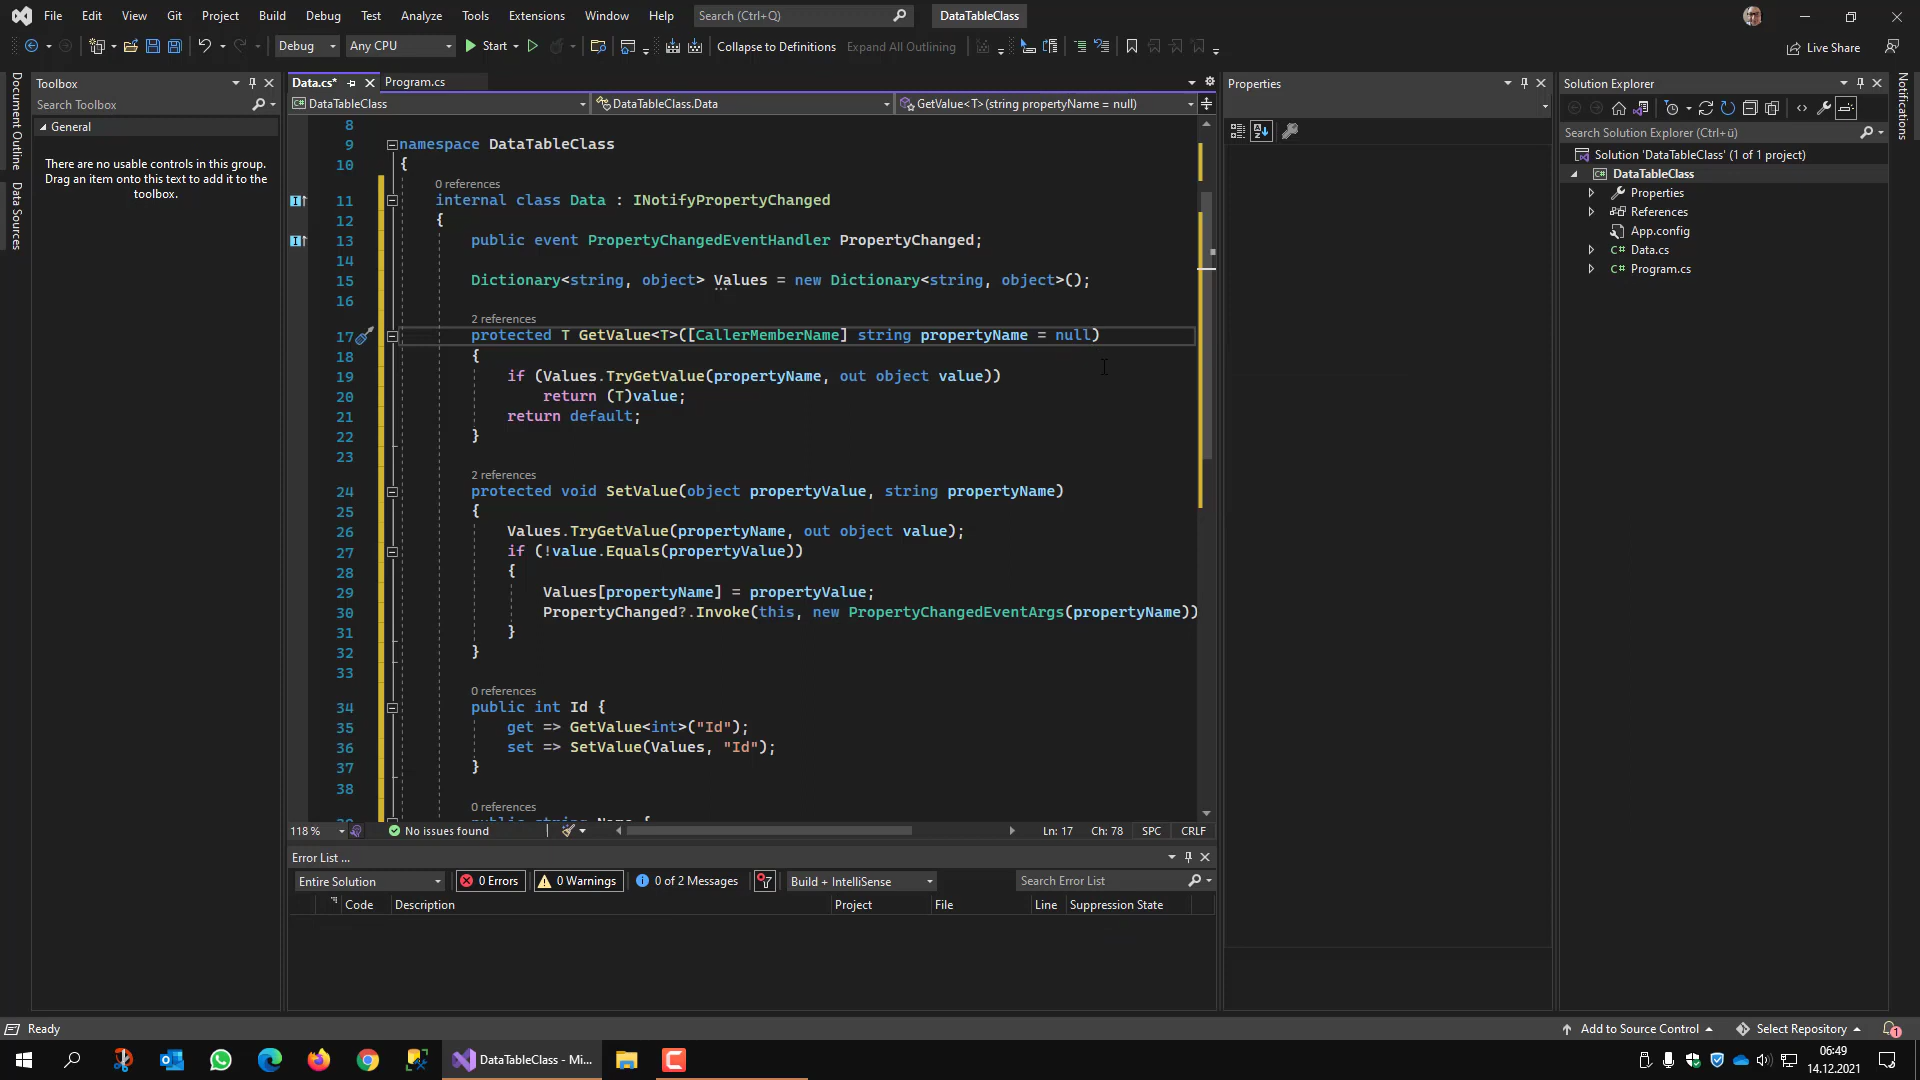 File Edit View Git Project Build Debug Test Analyze Tools Extensions Window Help Search (Ctrl+Q) DataTableClass
Debug Any CPU Start Collapse to Definitions Expand All Outlining Live Share
Document Outline
Data Sources
Toolbox
Search Toolbox
General
There are no usable controls in this group.
Drag an item onto this text to add it to the
toolbox.
Data.cs* Program.cs
DataTableClass DataTableClass.Data GetValue<T>(string propertyName = null)
8
9 namespace DataTableClass
10 {
0 references
11 internal class Data : INotifyPropertyChanged
12 {
13 public event PropertyChangedEventHandler PropertyChanged;
14
15 Dictionary<string, object> Values = new Dictionary<string, object>();
16
2 references
17 protected T GetValue<T>([CallerMemberName] string propertyName = null)
18 {
19 if (Values.TryGetValue(propertyName, out object value))
20 return (T)value;
21 return default;
22 }
23
2 references
24 protected void SetValue(object propertyValue, string propertyName)
25 {
26 Values.TryGetValue(propertyName, out object value);
27 if (!value.Equals(propertyValue))
28 {
29 Values[propertyName] = propertyValue;
30 PropertyChanged?.Invoke(this, new PropertyChangedEventArgs(propertyName))
31 }
32 }
33
0 references
34 public int Id {
35 get => GetValue<int>("Id");
36 set => SetValue(Values, "Id");
37 }
38
0 references
118 % No issues found Ln: 17 Ch: 78 SPC CRLF
Error List ...
Entire Solution 0 Errors 0 Warnings 0 of 2 Messages Build + IntelliSense Search Error List
Code Description Project File Line Suppression State
Properties
Solution Explorer
Search Solution Explorer (Ctrl+ü)
Solution 'DataTableClass' (1 of 1 project)
DataTableClass
Properties
References
App.config
C# Data.cs
C# Program.cs
Notifications
Ready Add to Source Control Select Repository 1
DataTableClass - Mi...
06:49
14.12.2021